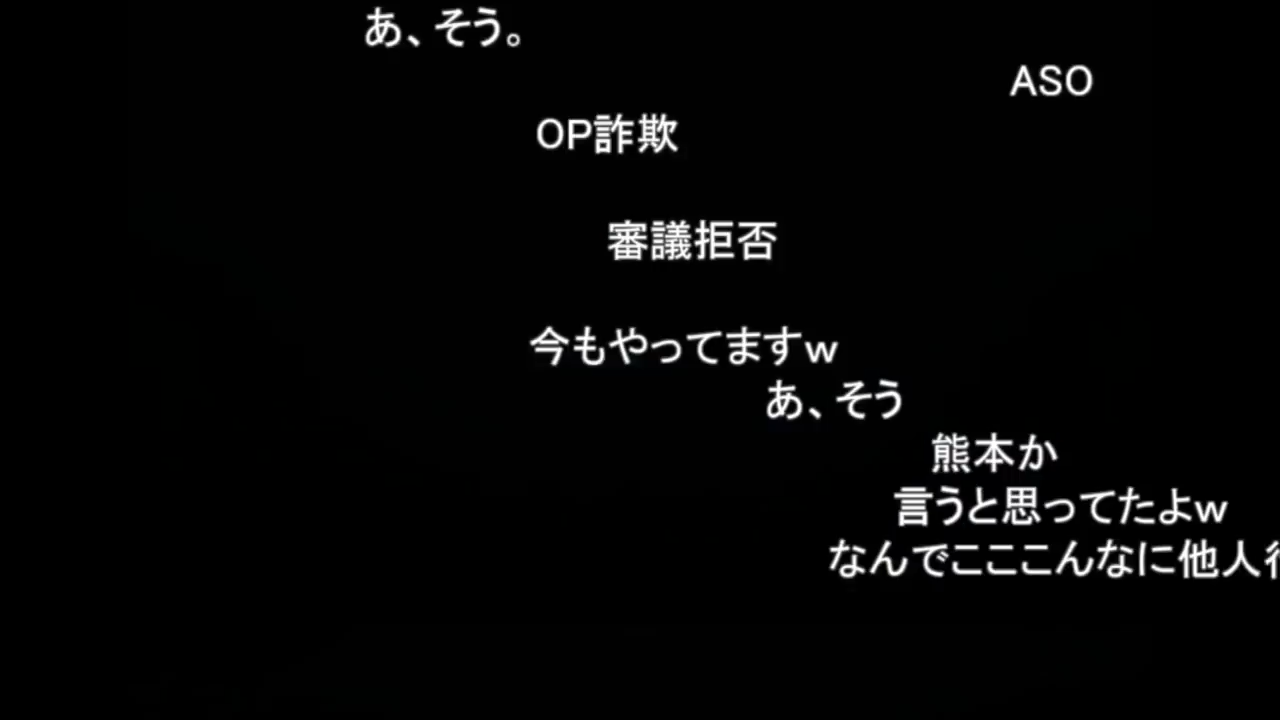 あ、そう。
ASO
OP詐欺
審議拒否
今もやってますw
あ、そう
熊本か
言うと思ってたよw
なんでこここんなに他人